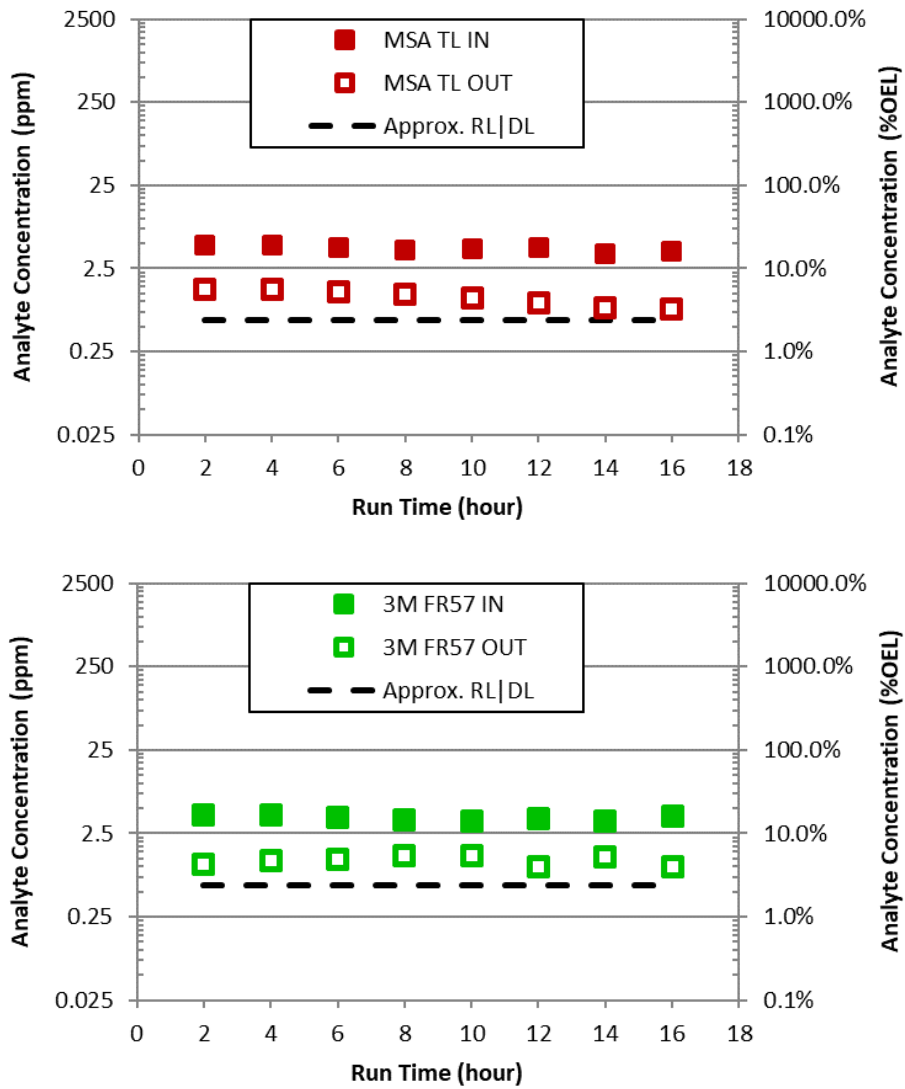 MSA TL IN
MSA TL OUT
Approx. RL|DL
Analyte Concentration (ppm)
2500
250
25
2.5
0.25
0.025
10000.0%
1000.0%
100.0%
10.0%
1.0%
0.1%
Analyte Concentration (%OEL)
0 2 4 6 8 10 12 14 16 18
Run Time (hour)
3M FR57 IN
3M FR57 OUT
Approx. RL|DL
Analyte Concentration (ppm)
2500
250
25
2.5
0.25
0.025
10000.0%
1000.0%
100.0%
10.0%
1.0%
0.1%
Analyte Concentration (%OEL)
0 2 4 6 8 10 12 14 16 18
Run Time (hour)